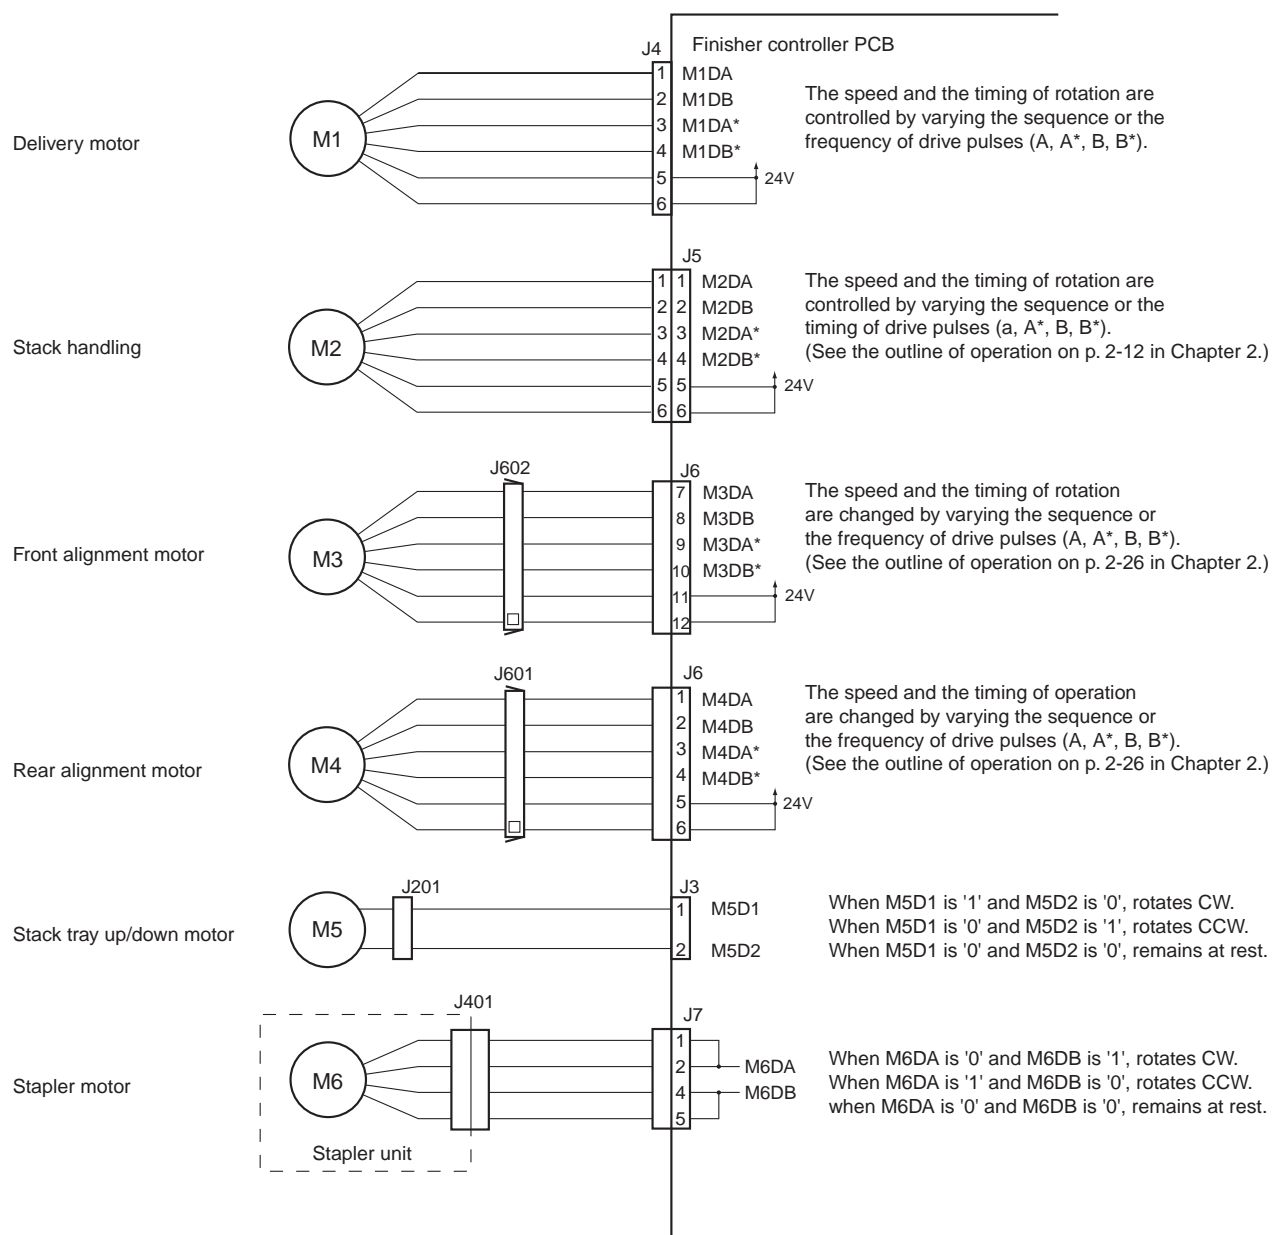 Finisher controller PCB
J4
Delivery motor
M1
1 M1DA
2 M1DB
3 M1DA*
4 M1DB*
5
6
24V
The speed and the timing of rotation are
controlled by varying the sequence or the
frequency of drive pulses (A, A*, B, B*).
J5
Stack handling
M2
1 1 M2DA
2 2 M2DB
3 3 M2DA*
4 4 M2DB*
5 5
6 6
24V
The speed and the timing of rotation are
controlled by varying the sequence or the
timing of drive pulses (a, A*, B, B*).
(See the outline of operation on p. 2-12 in Chapter 2.)
J602
J6
Front alignment motor
M3
7 M3DA
8 M3DB
9 M3DA*
10 M3DB*
11
12
24V
The speed and the timing of rotation
are changed by varying the sequence or
the frequency of drive pulses (A, A*, B, B*).
(See the outline of operation on p. 2-26 in Chapter 2.)
J601
J6
Rear alignment motor
M4
1 M4DA
2 M4DB
3 M4DA*
4 M4DB*
5
6
24V
The speed and the timing of operation
are changed by varying the sequence or
the frequency of drive pulses (A, A*, B, B*).
(See the outline of operation on p. 2-26 in Chapter 2.)
J201
J3
Stack tray up/down motor
M5
1 M5D1
2 M5D2
When M5D1 is '1' and M5D2 is '0', rotates CW.
When M5D1 is '0' and M5D2 is '1', rotates CCW.
When M5D1 is '0' and M5D2 is '0', remains at rest.
J401
J7
Stapler motor
M6
Stapler unit
1
2 M6DA
4 M6DB
5
When M6DA is '0' and M6DB is '1', rotates CW.
When M6DA is '1' and M6DB is '0', rotates CCW.
when M6DA is '0' and M6DB is '0', remains at rest.